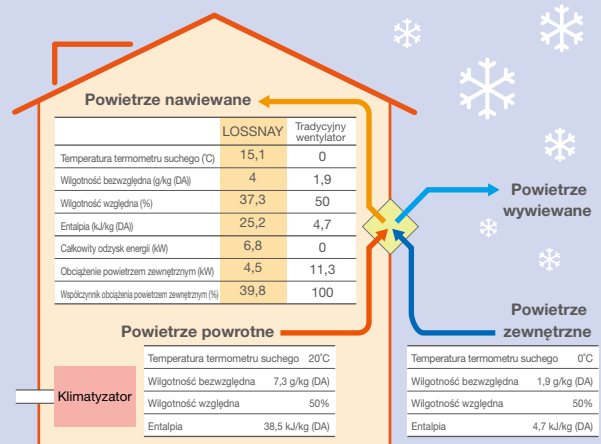 Powietrze nawiewane
LOSSNAY Tradycyjny wentylator
Temperatura termometru suchego (˚C) 15,1 0
Wilgotność bezwzględna (g/kg (DA)) 4 1,9
Wilgotność względna (%) 37,3 50
Entalpia (kJ/kg (DA)) 25,2 4,7
Całkowity odzysk energii (kW) 6,8 0
Obciążenie powietrzem zewnętrznym (kW) 4,5 11,3
Współczynnik obciążenia powietrzem zewnętrznym (%) 39,8 100
Powietrze
wywiewane
Powietrze powrotne
Powietrze
zewnętrzne
Klimatyzator
Temperatura termometru suchego 20˚C
Wilgotność bezwzględna 7,3 g/kg (DA)
Wilgotność względna 50%
Entalpia 38,5 kJ/kg (DA)
Temperatura termometru suchego 0˚C
Wilgotność bezwzględna 1,9 g/kg (DA)
Wilgotność względna 50%
Entalpia 4,7 kJ/kg (DA)